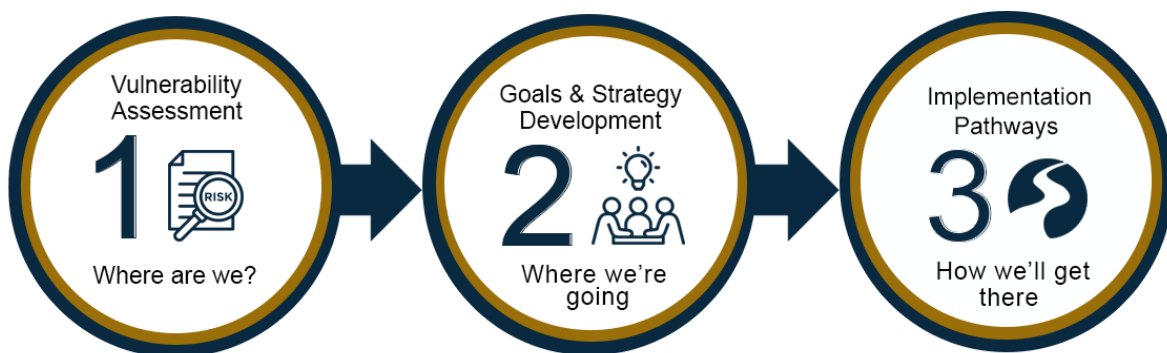 Vulnerability
Assessment
1
RISK
Where are we?
Goals & Strategy
Development
2
Where we're
going
Implementation
Pathways
3
How we'll get
there